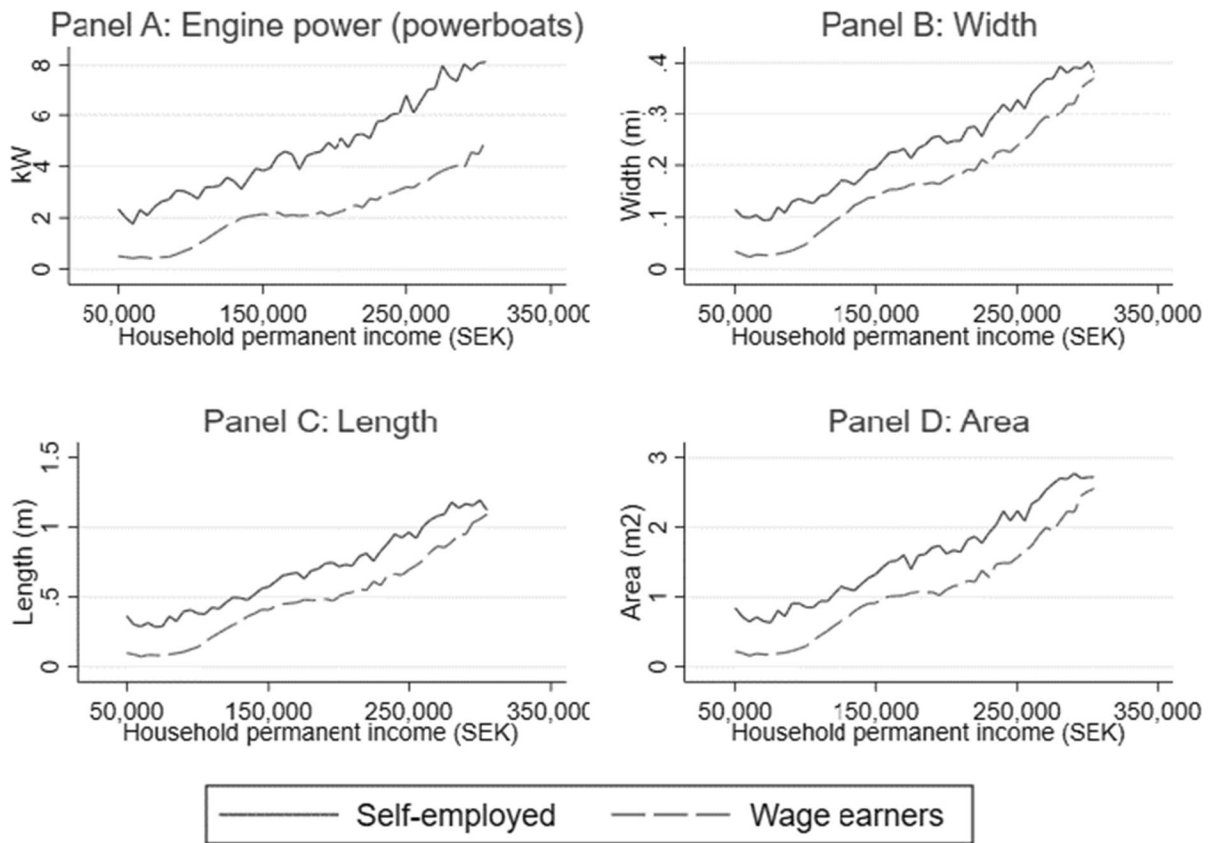 Panel A: Engine power (powerboats)
kW
0 2 4 6 8
50,000 150,000 250,000 350,000
Household permanent income (SEK)
Panel B: Width
Width (m)
0 .1 .2 .3 .4
50,000 150,000 250,000 350,000
Household permanent income (SEK)
Panel C: Length
Length (m)
0 .5 1 1.5
50,000 150,000 250,000 350,000
Household permanent income (SEK)
Panel D: Area
Area (m2)
0 1 2 3
50,000 150,000 250,000 350,000
Household permanent income (SEK)
Self-employed Wage earners